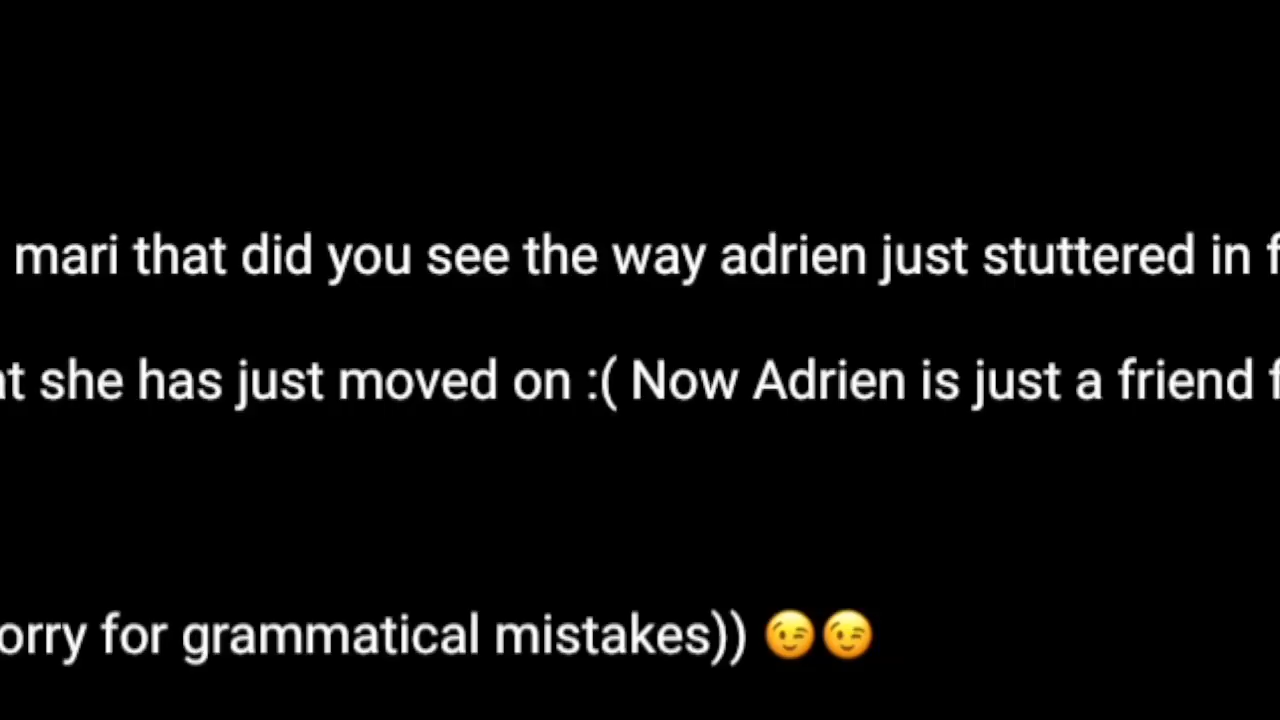 mari that did you see the way adrien just stuttered in
she has just moved on :( Now Adrien is just a friend
for grammatical mistakes)) 😉😉